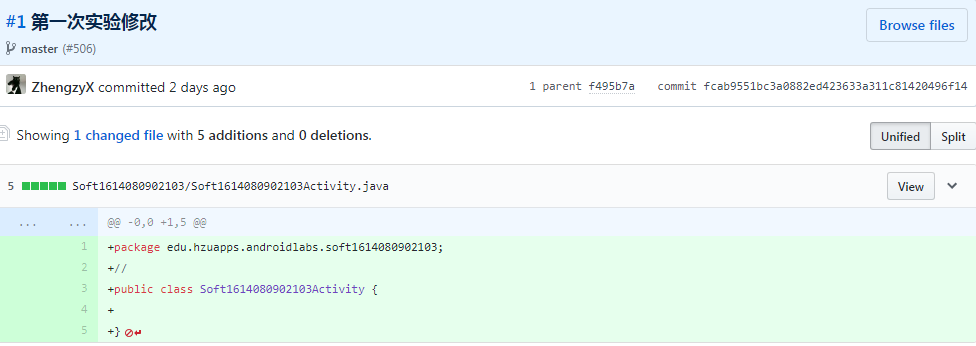 #1 第一次实验修改
Browse files
master (#506)
ZhengzyX committed 2 days ago
1 parent f495b7a
commit fcab9551bc3a0882ed423633a311c81420496f14
Showing 1 changed file with 5 additions and 0 deletions.
Unified
Split
5 Soft1614080902103/Soft1614080902103Activity.java
View
... ... @@ -0,0 +1,5 @@
1 +package edu.hzuapps.androidlabs.soft1614080902103;
2 +//
3 +public class Soft1614080902103Activity {
4 +
5 +}